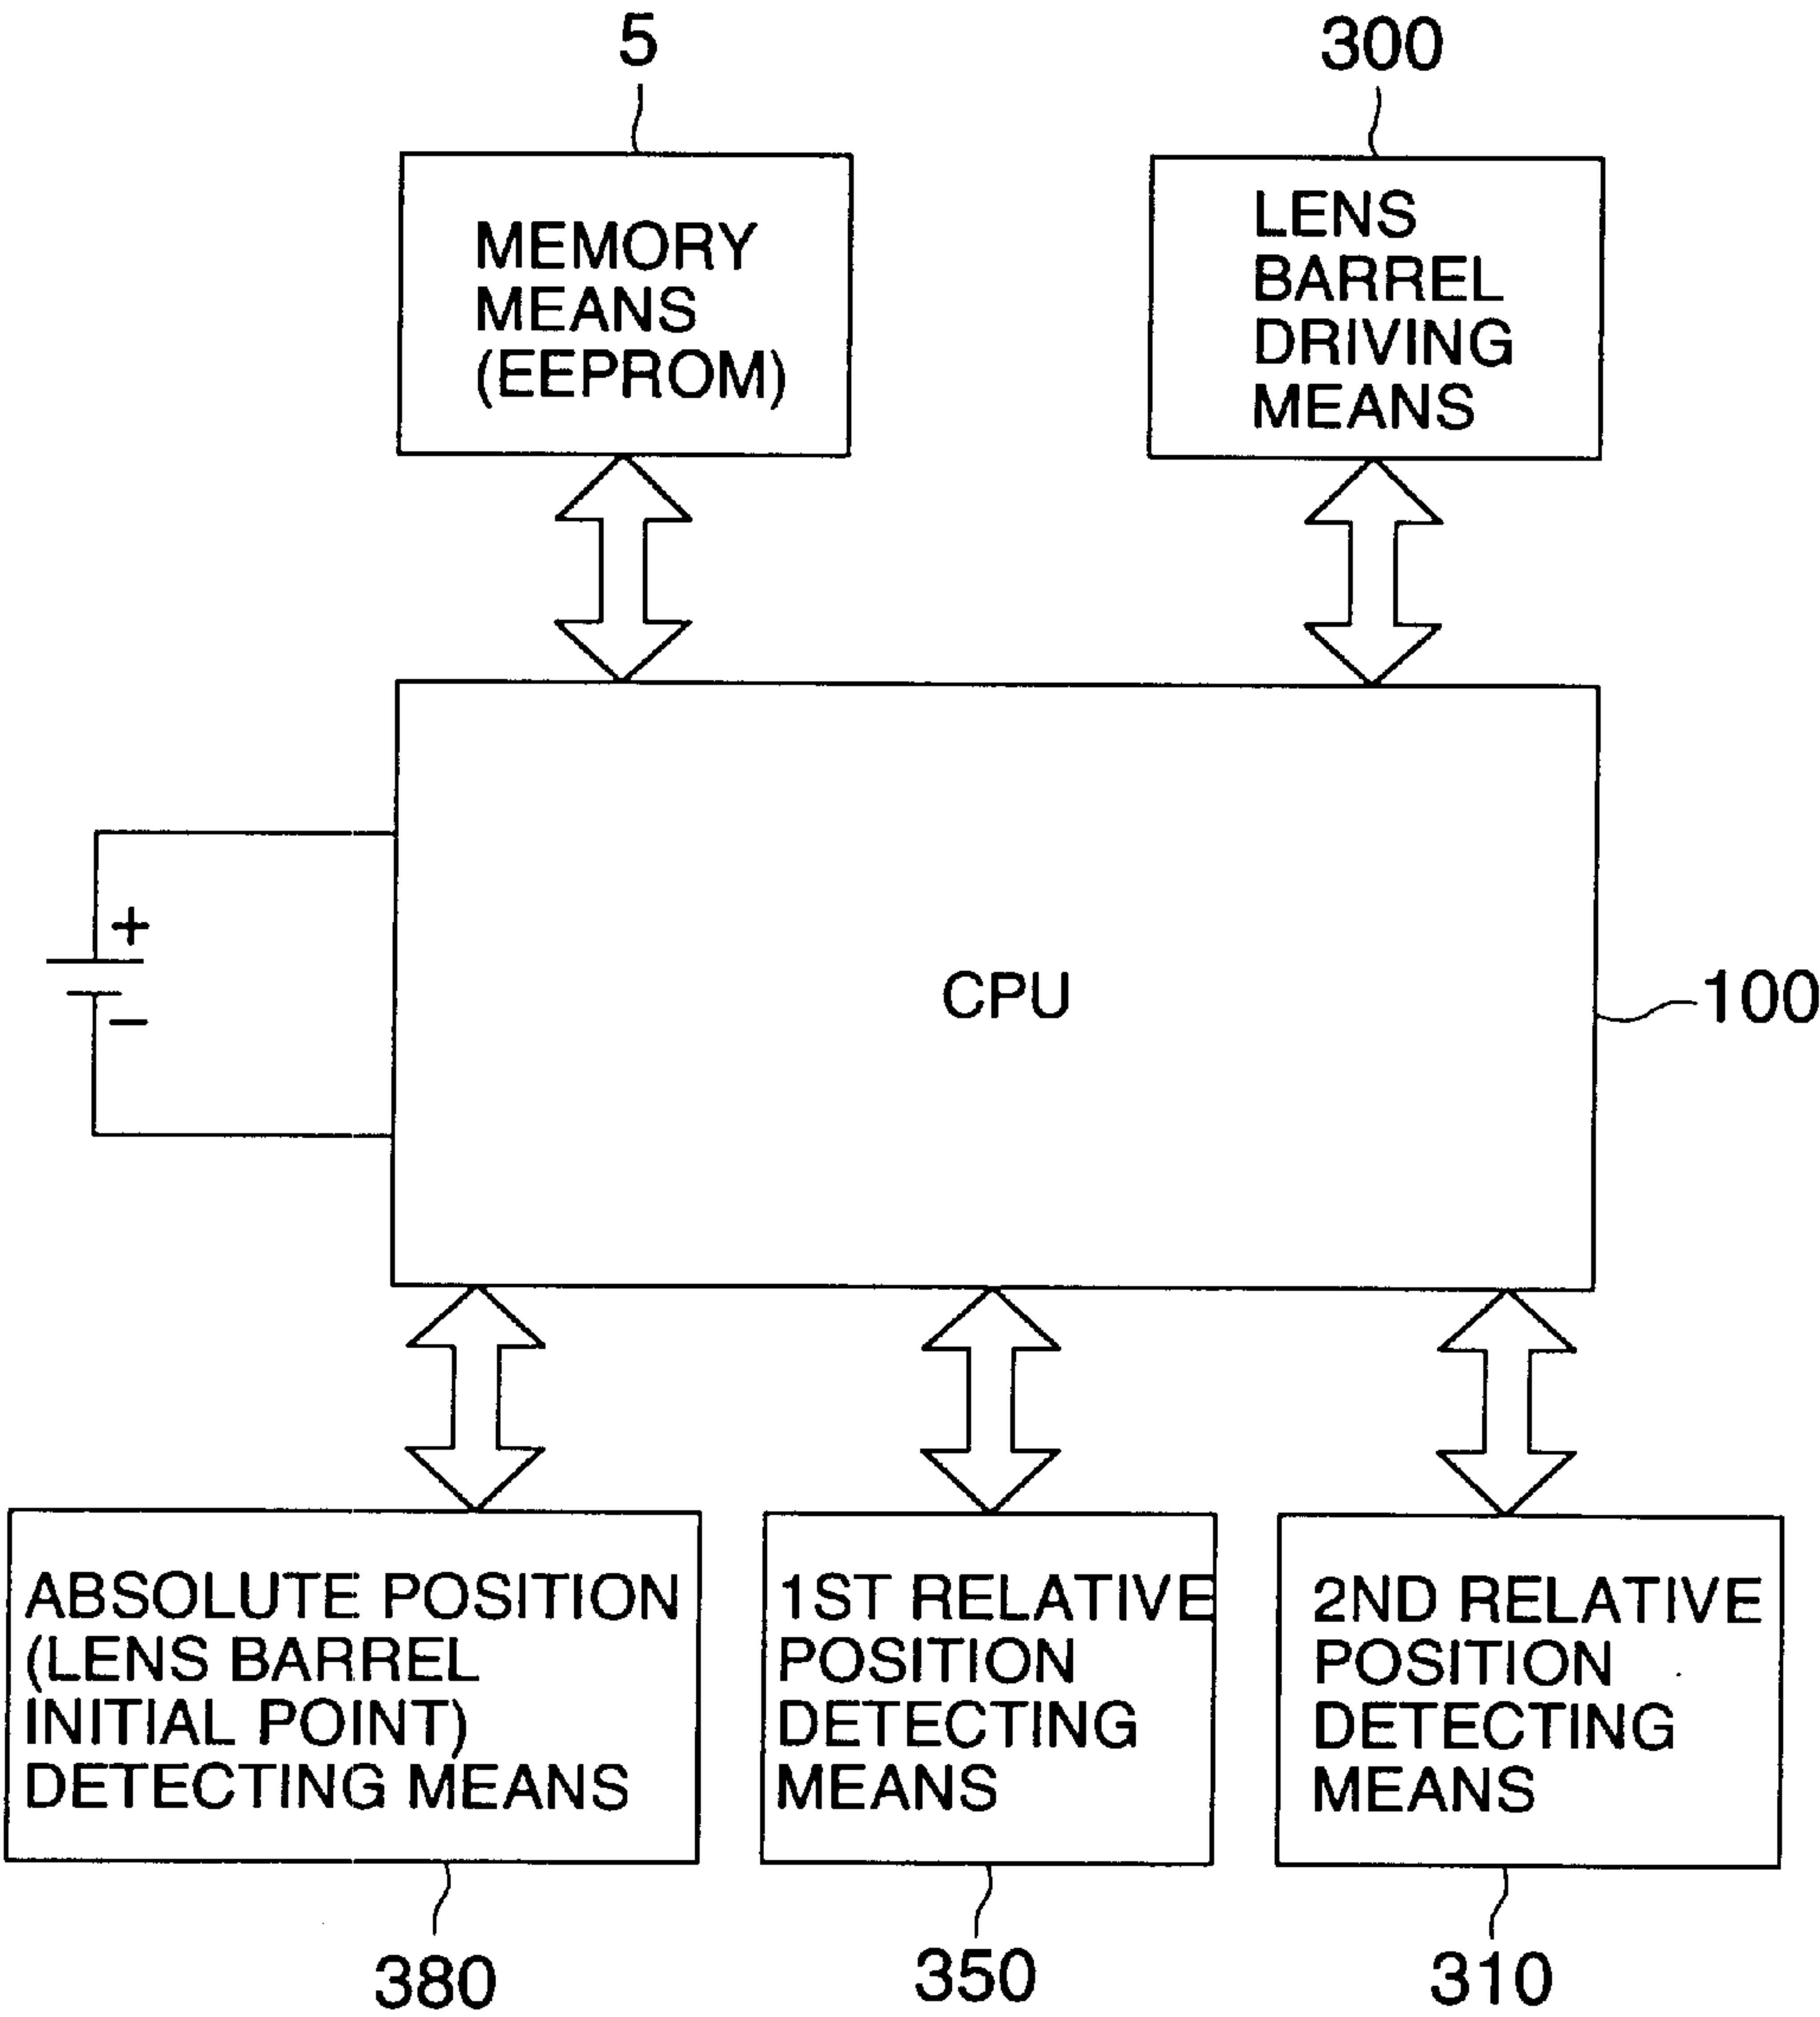 5
300
MEMORY
MEANS
(EEPROM)
LENS
BARREL
DRIVING
MEANS
+
−
CPU
100
ABSOLUTE POSITION
(LENS BARREL
INITIAL POINT)
DETECTING MEANS
1ST RELATIVE
POSITION
DETECTING
MEANS
2ND RELATIVE
POSITION
DETECTING
MEANS
380
350
310